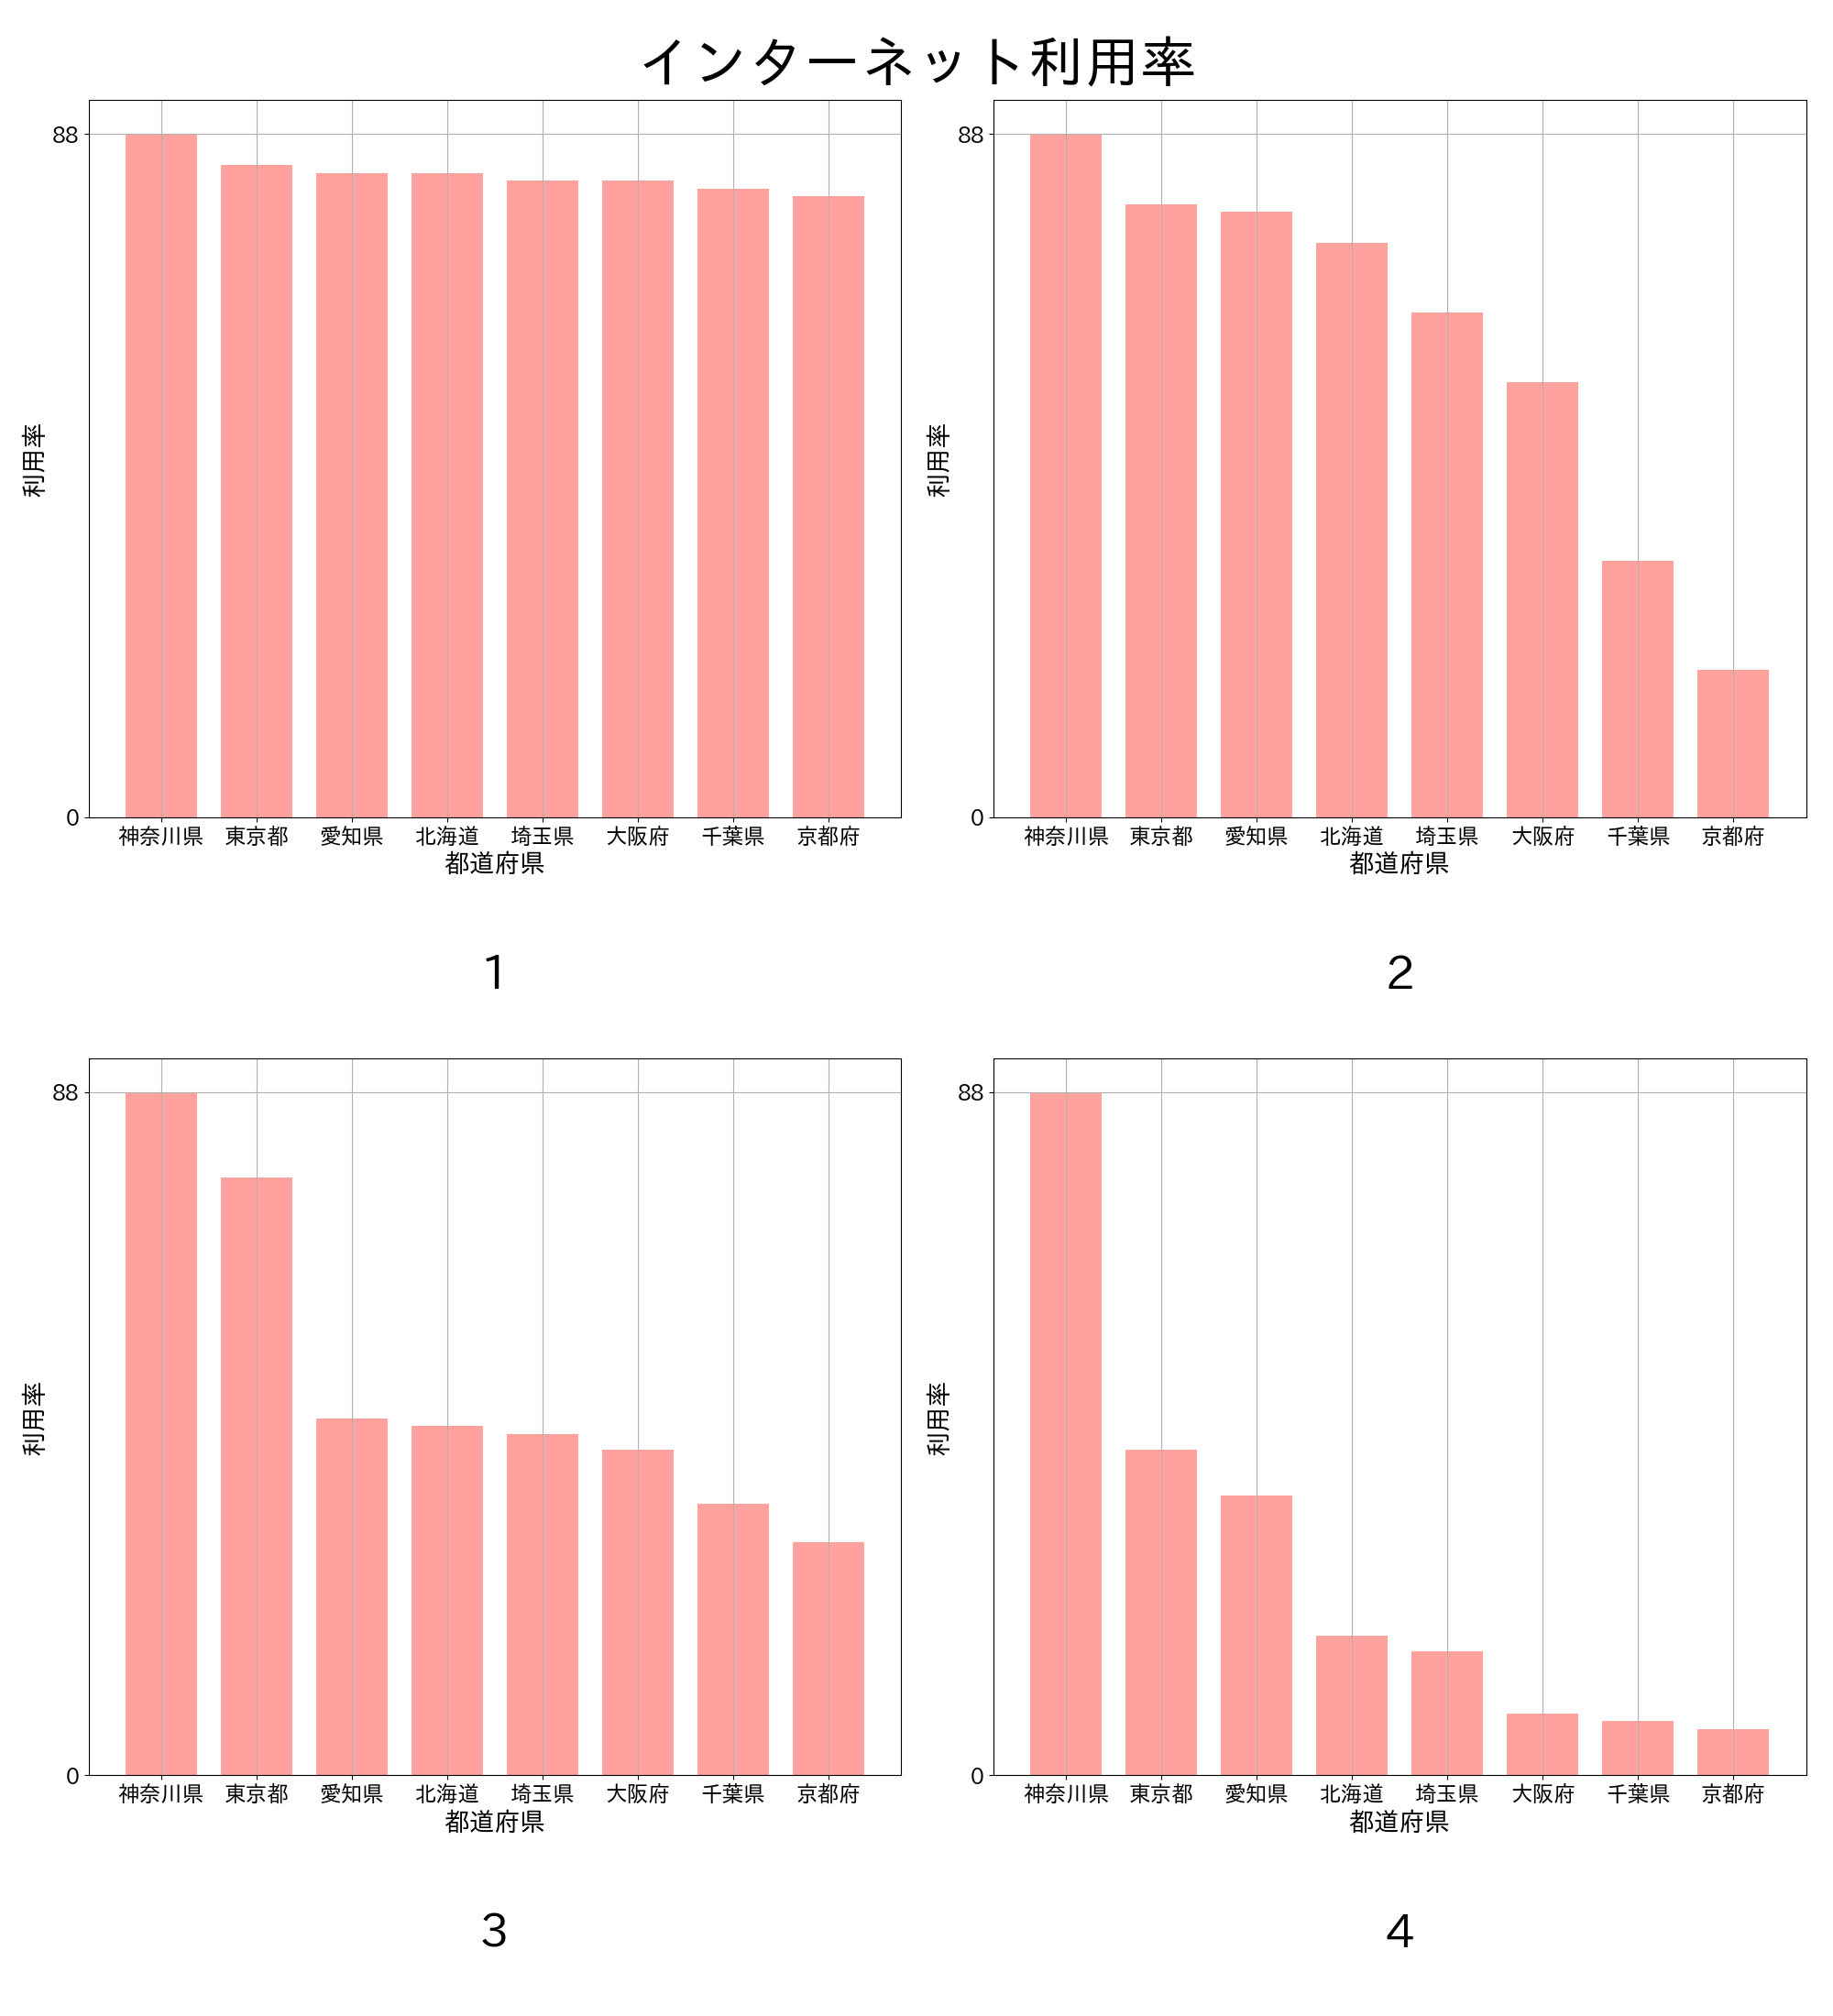 インターネット利用率
88
0
利用率
神奈川県 東京都 愛知県 北海道 埼玉県 大阪府 千葉県 京都府
都道府県
1
88
0
利用率
神奈川県 東京都 愛知県 北海道 埼玉県 大阪府 千葉県 京都府
都道府県
2
88
0
利用率
神奈川県 東京都 愛知県 北海道 埼玉県 大阪府 千葉県 京都府
都道府県
3
88
0
利用率
神奈川県 東京都 愛知県 北海道 埼玉県 大阪府 千葉県 京都府
都道府県
4